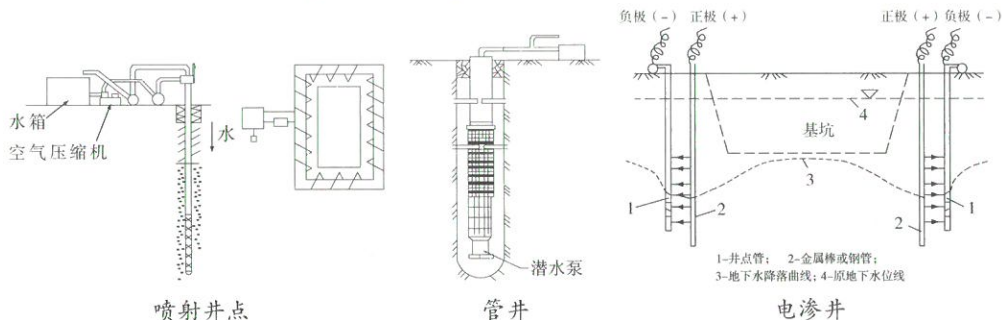 水箱
空气压缩机
水
喷射井点
潜水泵
管井
负极(-) 正极(+) 正极(+) 负极(-)
4
基坑
3
1 2 2 1
1-井点管; 2-金属棒或钢管;
3-地下水降落曲线; 4-原地下水位线
电渗井